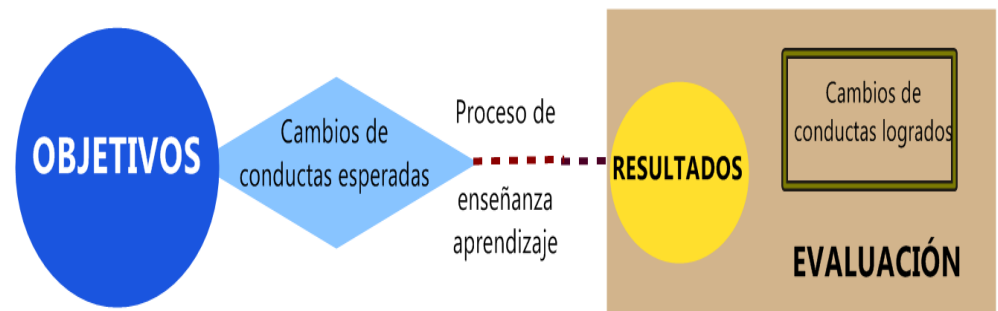 OBJETIVOS
Cambios de
conductas esperadas
Proceso de
enseñanza
aprendizaje
RESULTADOS
Cambios de
conductas logrados
EVALUACIÓN